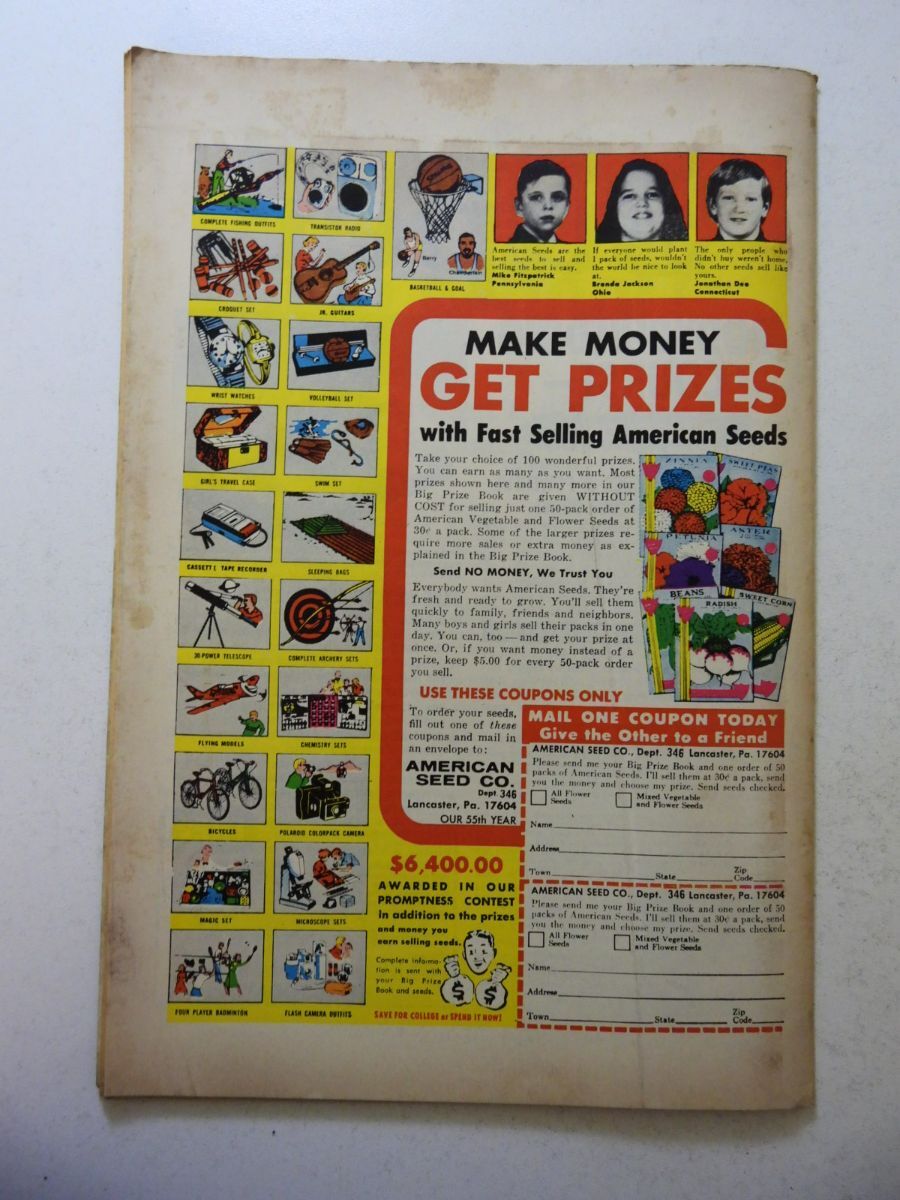 COMPLETE FISHING OUTFITS
TRANSISTOR RADIO
Barry
Chamberlain
BASKETBALL & GOAL
CROQUET SET
JR. GUITARS
WRIST WATCHES
VOLLEYBALL SET
GIRL'S TRAVEL CASE
SWIM SET
CASSETTE TAPE RECORDER
SLEEPING BAGS
30-POWER TELESCOPE
COMPLETE ARCHERY SETS
FLYING MODELS
CHEMISTRY SETS
BICYCLES
POLAROID COLORPACK CAMERA
MAGIC SET
MICROSCOPE SETS
FOUR PLAYER BADMINTON
FLASH CAMERA OUTFITS
American Seeds are the
best seeds to sell and
selling the best is easy.
Mike Fitzpatrick
Pennsylvania
If everyone would plant
1 pack of seeds, wouldn't
the world be nice to look
at.
Brenda Jackson
Ohio
The only people who
didn't buy weren't home.
No other seeds sell like
yours.
Jonathan Dee
Connecticut
MAKE MONEY
GET PRIZES
with Fast Selling American Seeds
Take your choice of 100 wonderful prizes.
You can earn as many as you want. Most
prizes shown here and many more in our
Big Prize Book are given WITHOUT
COST for selling just one 50-pack order of
American Vegetable and Flower Seeds at
30¢ a pack. Some of the larger prizes re-
quire more sales or extra money as ex-
plained in the Big Prize Book.
Send NO MONEY, We Trust You
Everybody wants American Seeds. They're
fresh and ready to grow. You'll sell them
quickly to family, friends and neighbors.
Many boys and girls sell their packs in one
day. You can, too — and get your prize at
once. Or, if you want money instead of a
prize, keep $5.00 for every 50-pack order
you sell.
ZINNIA
SWEET PEAS
PETUNIA
ASTER
BEANS
RADISH
SWEET CORN
USE THESE COUPONS ONLY
To order your seeds,
fill out one of these
coupons and mail in
an envelope to:
AMERICAN
SEED CO.
Dept. 346
Lancaster, Pa. 17604
OUR 55th YEAR
MAIL ONE COUPON TODAY
Give the Other to a Friend
AMERICAN SEED CO., Dept. 346 Lancaster, Pa. 17604
Please send me your Big Prize Book and one order of 50
packs of American Seeds. I'll sell them at 30¢ a pack, send
you the money and choose my prize. Send seeds checked.
All Flower
Seeds
Mixed Vegetable
and Flower Seeds
Name
Address
Town State Zip
Code
AMERICAN SEED CO., Dept. 346 Lancaster, Pa. 17604
Please send me your Big Prize Book and one order of 50
packs of American Seeds. I'll sell them at 30¢ a pack, send
you the money and choose my prize. Send seeds checked.
All Flower
Seeds
Mixed Vegetable
and Flower Seeds
Name
Address
Town State Zip
Code
$6,400.00
AWARDED IN OUR
PROMPTNESS CONTEST
In addition to the prizes
and money you
earn selling seeds.
Complete informa-
tion is sent with
your Big Prize
Book and seeds.
$ $
SAVE FOR COLLEGE or SPEND IT NOW!